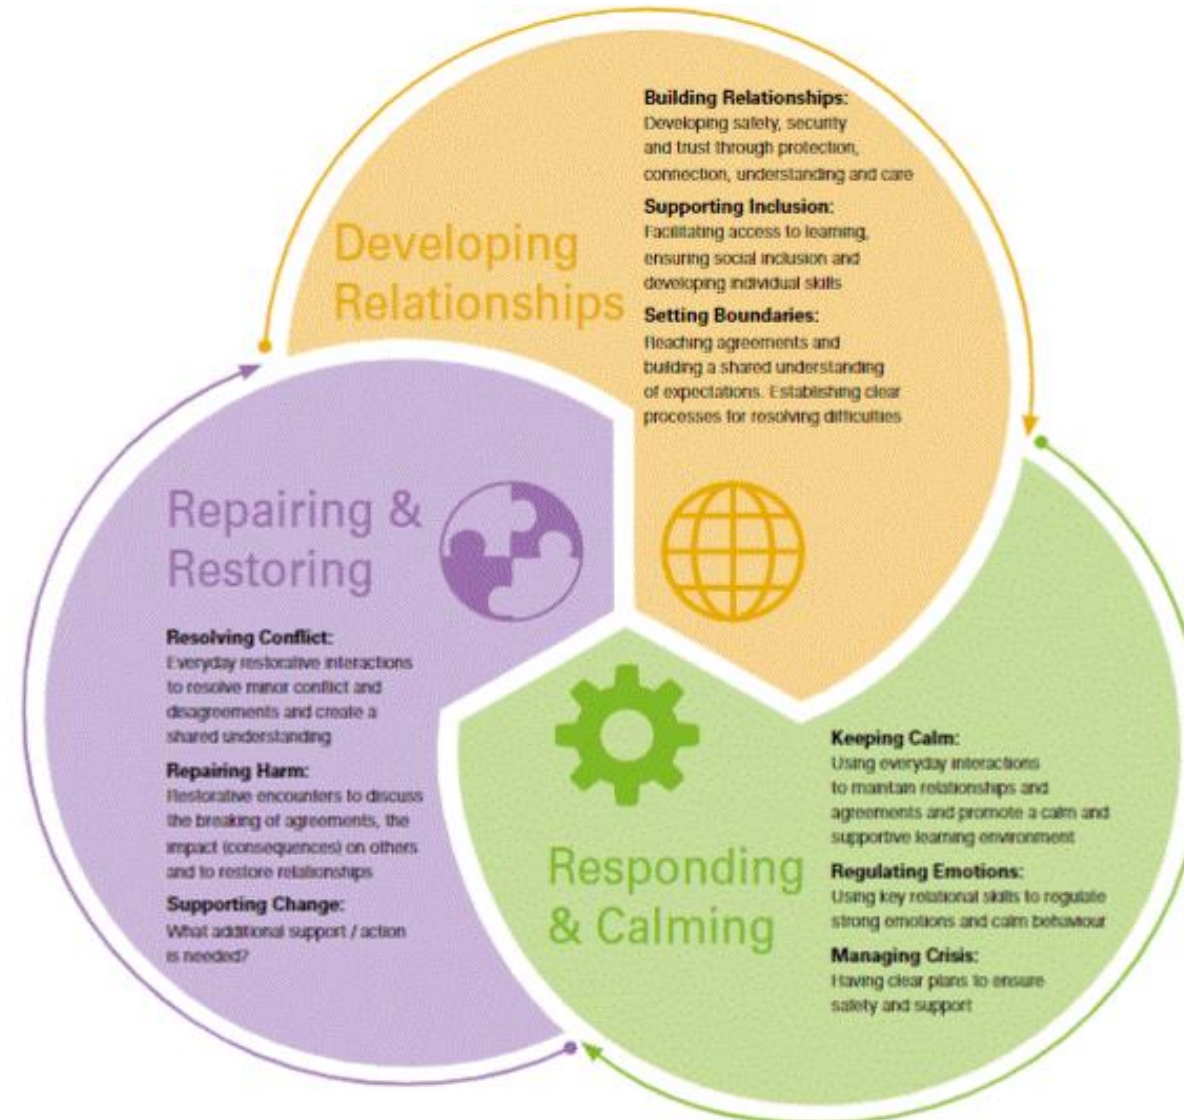 Developing
Relationships
Building Relationships:
Developing safety, security
and trust through protection,
connection, understanding and care
Supporting Inclusion:
Facilitating access to learning,
ensuring social inclusion and
developing individual skills
Setting Boundaries:
Reaching agreements and
building a shared understanding
of expectations. Establishing clear
processes for resolving difficulties
Repairing &
Restoring
Resolving Conflict:
Everyday restorative interactions
to resolve minor conflict and
disagreements and create a
shared understanding
Repairing Harm:
Restorative encounters to discuss
the breaking of agreements, the
impact (consequences) on others
and to restore relationships
Supporting Change:
What additional support / action
is needed?
Responding
& Calming
Keeping Calm:
Using everyday interactions
to maintain relationships and
agreements and promote a calm and
supportive learning environment
Regulating Emotions:
Using key relational skills to regulate
strong emotions and calm behaviour
Managing Crisis:
Having clear plans to ensure
safety and support